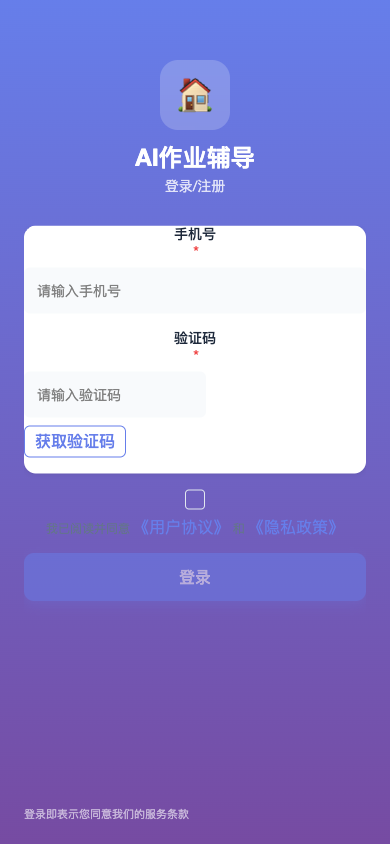 AI作业辅导
登录/注册
手机号
*
请输入手机号
验证码
*
请输入验证码
获取验证码
《用户协议》 《隐私政策》
登录
登录即表示您同意我们的服务条款